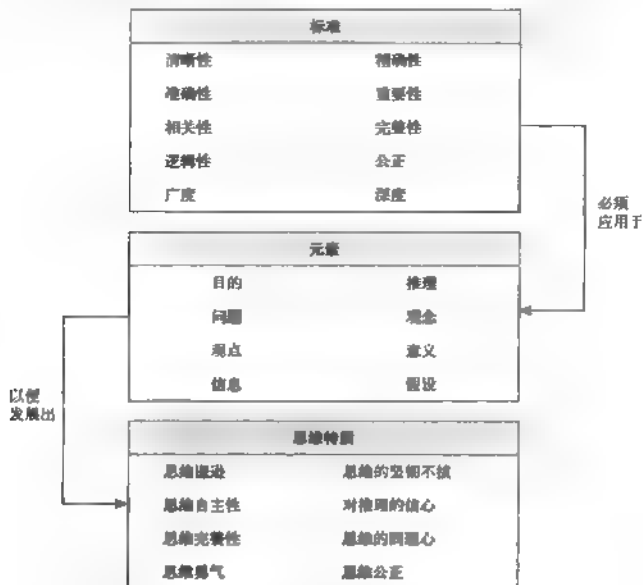 标准
清晰性 精确性
准确性 重要性
相关性 完整性
逻辑性 公正
广度 深度
必须
应用于
元素
目的 推理
问题 观念
观点 意义
信息 假设
以便
发展出
思维特质
思维谦逊 思维的坚韧不拔
思维自主性 对推理的信心
思维完整性 思维的同理心
思维勇气 思维公正